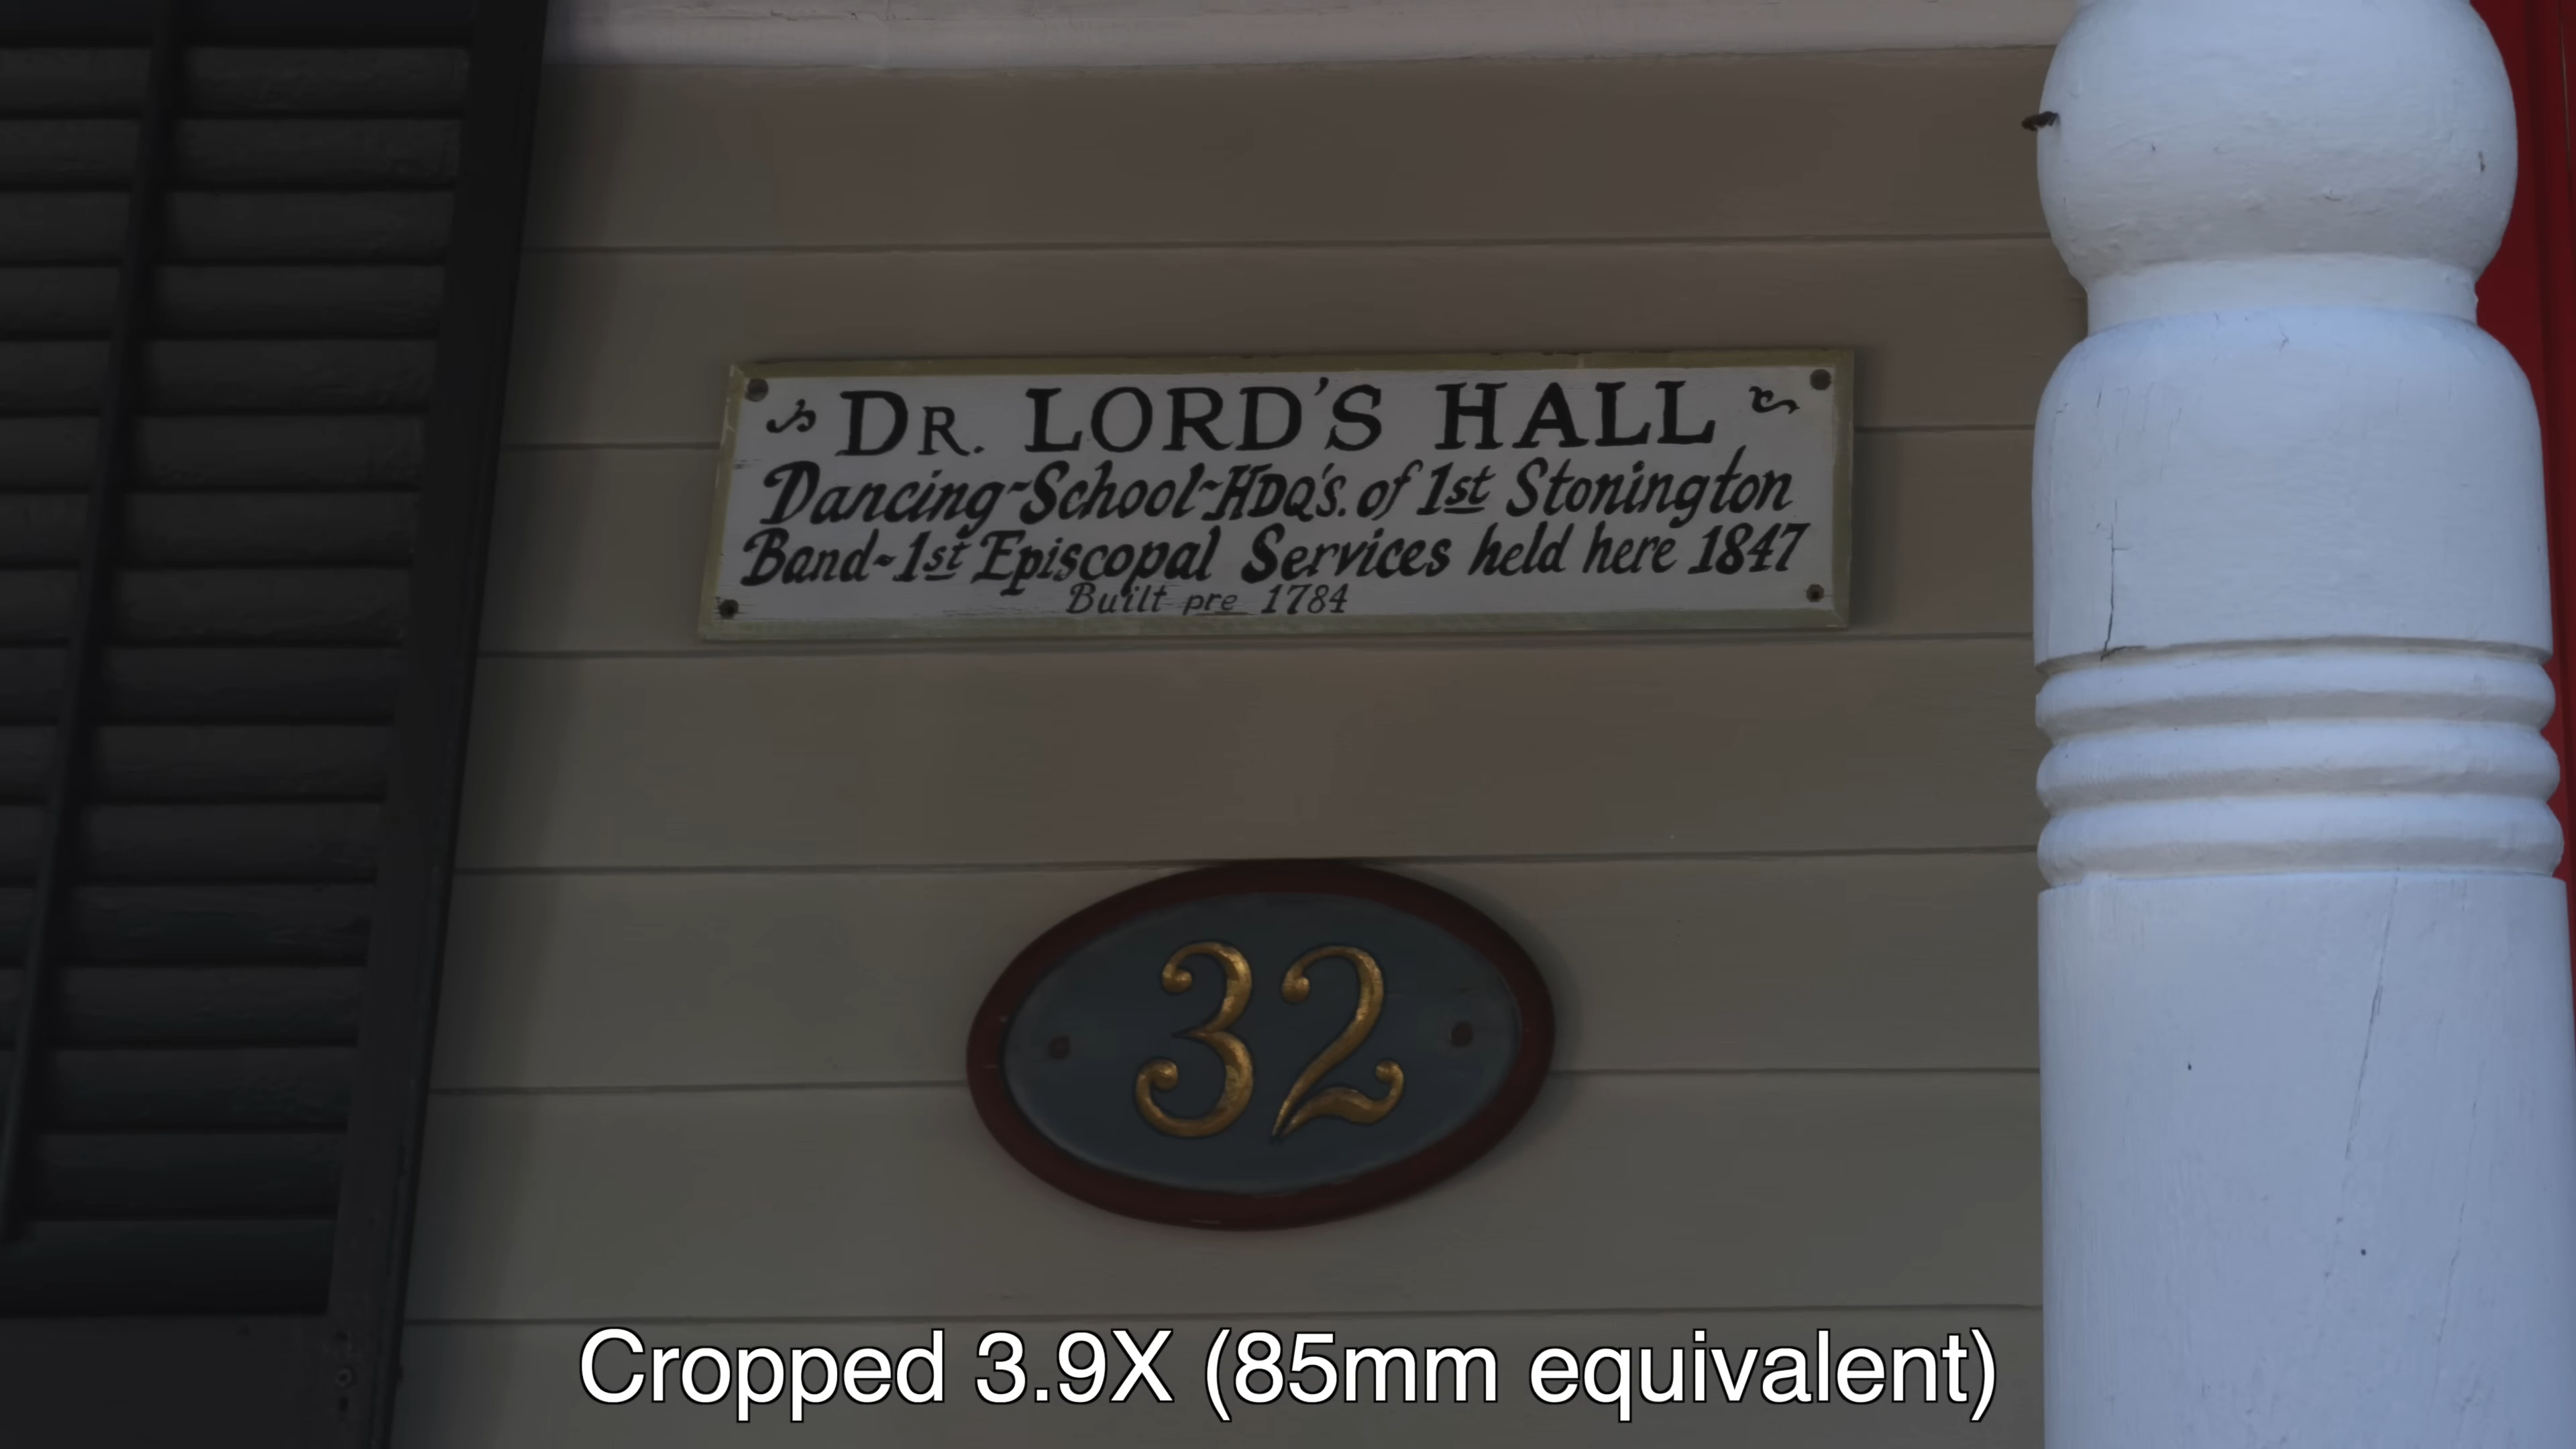 DR. LORD'S HALL
Dancing~School~HDQ's. of 1st Stonington
Band~1st Episcopal Services held here 1847
Built pre 1784
32
Cropped 3.9X (85mm equivalent)